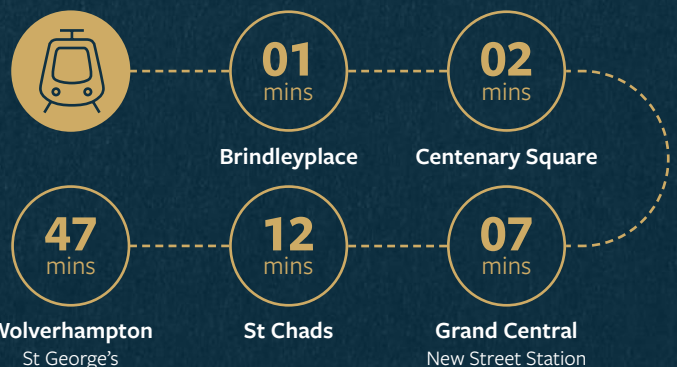 01
mins
Brindleyplace
02
mins
Centenary Square
07
mins
Grand Central
New Street Station
12
mins
St Chads
47
mins
Wolverhampton
St George's